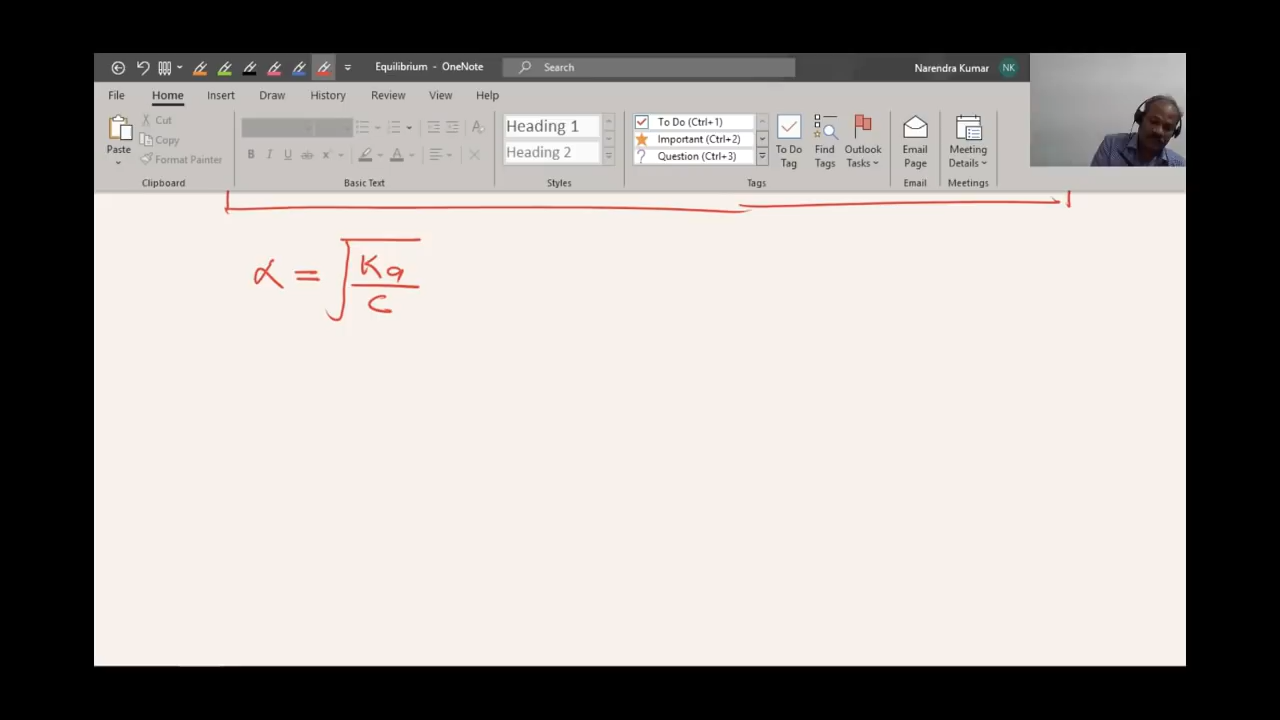 Equilibrium - OneNote
Search
Narendra Kumar NK
File Home Insert Draw History Review View Help
Paste
Cut
Copy
Format Painter
Clipboard
B I U ab x A
Basic Text
Heading 1
Heading 2
Styles
To Do (Ctrl+1)
Important (Ctrl+2)
Question (Ctrl+3)
To Do Tag
Find Tags
Outlook Tasks
Tags
Email Page
Email
Meeting Details
Meetings
α = √(Ka/C)